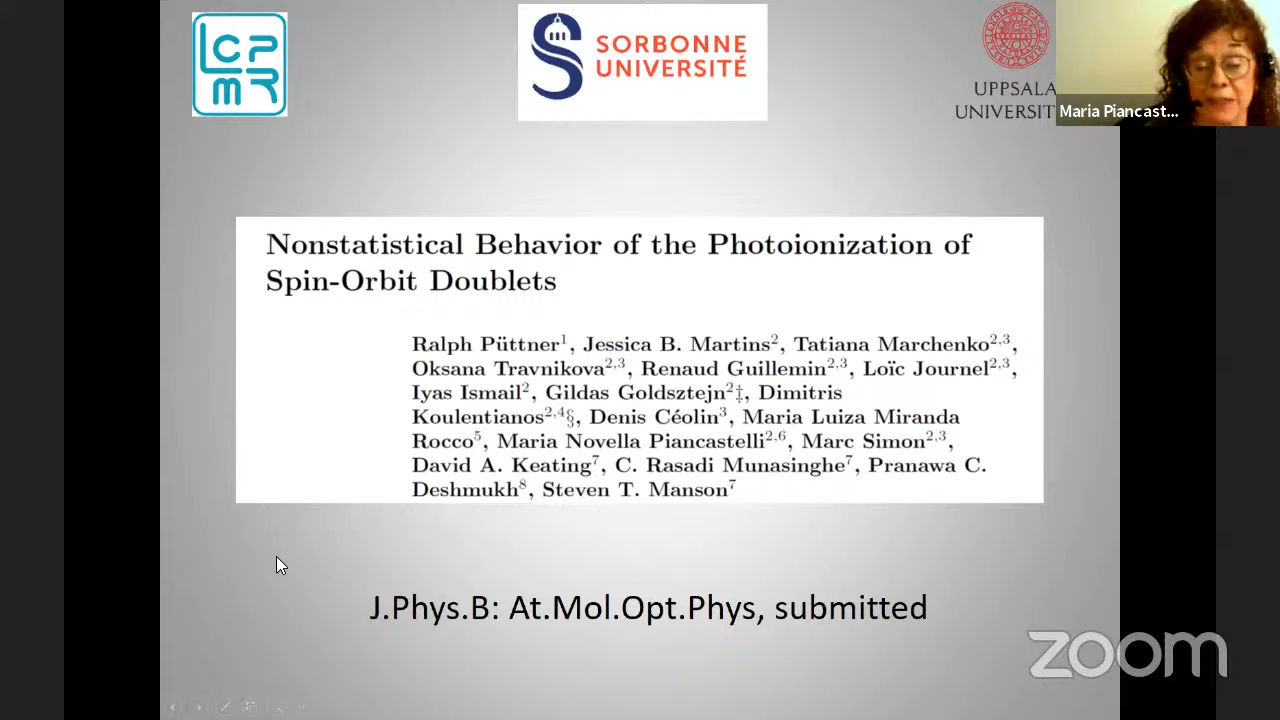 LCPMR
SORBONNE
UNIVERSITÉ
UPPSALA
UNIVERSIT
Maria Piancast...
Nonstatistical Behavior of the Photoionization of
Spin-Orbit Doublets
Ralph Püttner1, Jessica B. Martins2, Tatiana Marchenko2,3,
Oksana Travnikova2,3, Renaud Guillemin2,3, Loïc Journel2,3,
Iyas Ismail2, Gildas Goldsztejn2‡, Dimitris
Koulentianos2,4§, Denis Céolin3, Maria Luiza Miranda
Rocco5, Maria Novella Piancastelli2,6, Marc Simon2,3,
David A. Keating7, C. Rasadi Munasinghe7, Pranawa C.
Deshmukh8, Steven T. Manson7
J.Phys.B: At.Mol.Opt.Phys, submitted
zoom